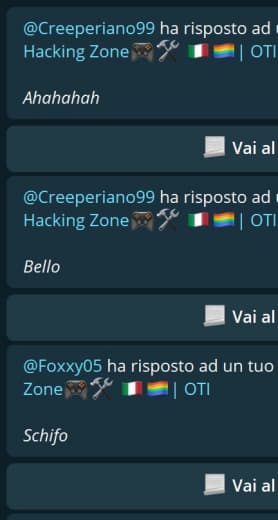 @Creeperiano99 ha risposto ad
Hacking Zone🎮🛠️ 🇮🇹🏳️‍🌈| OTI
Ahahahah
Vai al
@Creeperiano99 ha risposto ad
Hacking Zone🎮🛠️ 🇮🇹🏳️‍🌈| OTI
Bello
Vai al
@Foxxy05 ha risposto ad un tuo
Zone🎮🛠️ 🇮🇹🏳️‍🌈| OTI
Schifo
Vai al